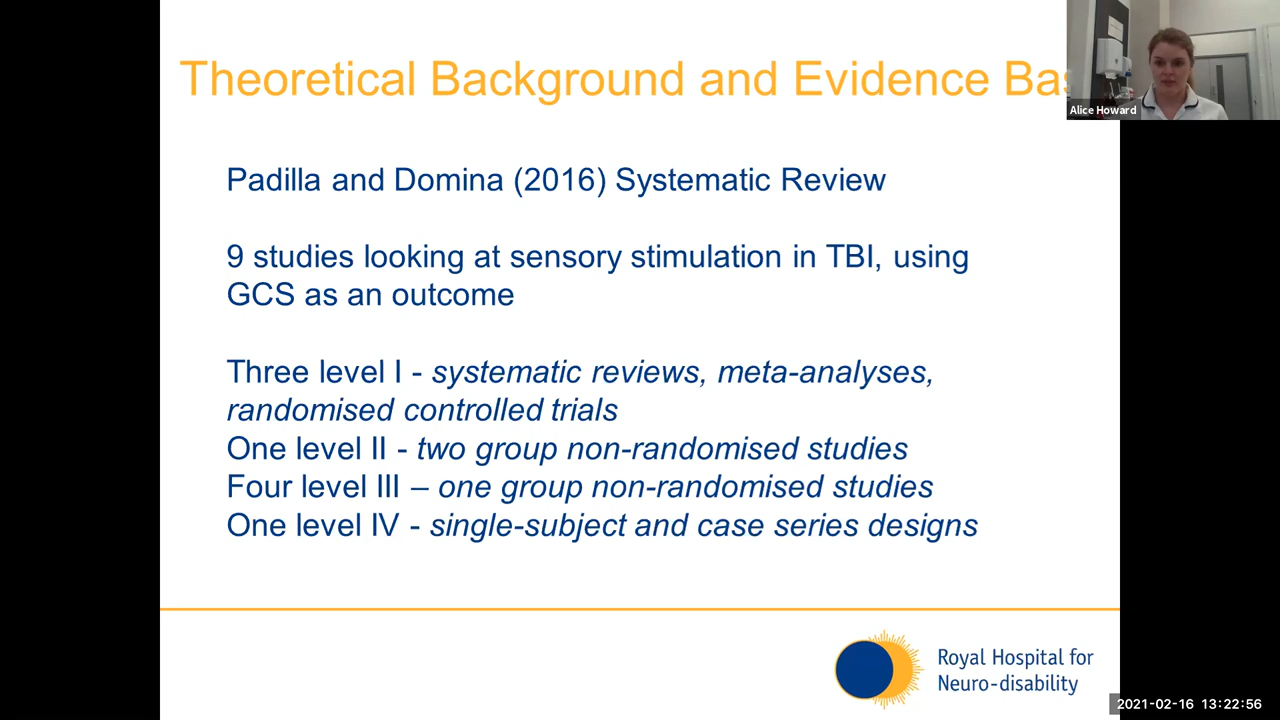 Theoretical Background and Evidence Bas
Alice Howard
Padilla and Domina (2016) Systematic Review
9 studies looking at sensory stimulation in TBI, using
GCS as an outcome
Three level I - systematic reviews, meta-analyses,
randomised controlled trials
One level II - two group non-randomised studies
Four level III – one group non-randomised studies
One level IV - single-subject and case series designs
Royal Hospital for
Neuro-disability
2021-02-16 13:22:56